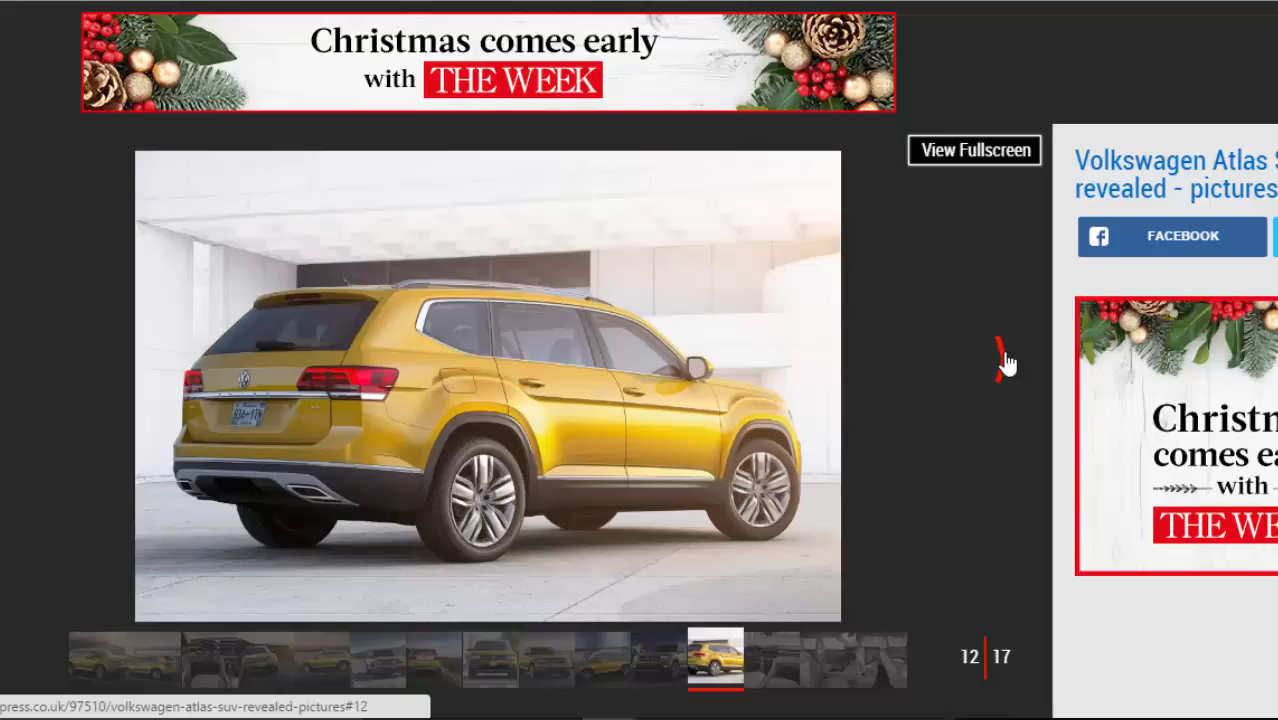 Christmas comes early
with THE WEEK
View Fullscreen
Volkswagen Atlas S
revealed - pictures
FACEBOOK
Christm
comes ea
with
THE WE
12 17
press.co.uk/97510/volkswagen-atlas-suv-revealed-pictures#12